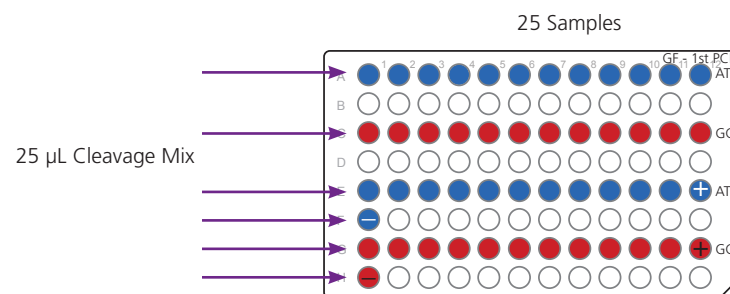 25 Samples
GF - 1st PC
1 2 3 4 5 6 7 8 9 10 11 12
A AT
B
C GC
D
25 µL Cleavage Mix
E + AT
F −
G + GC
H −